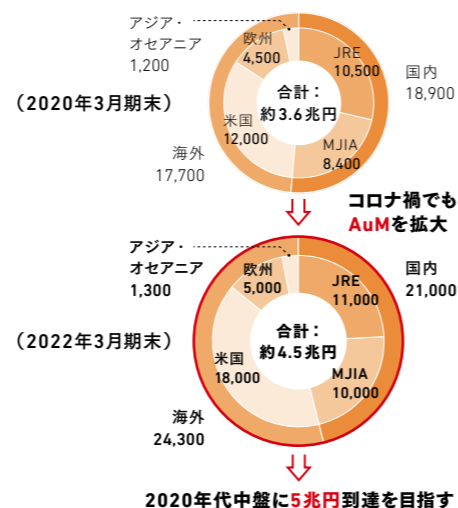 アジア・
オセアニア
1,200
欧州
4,500
JRE
10,500
国内
18,900
（2020年3月期末）
合計：
約3.6兆円
米国
12,000
MJIA
8,400
海外
17,700
コロナ禍でも
AuMを拡大
アジア・
オセアニア
1,300
欧州
5,000
JRE
11,000
国内
21,000
（2022年3月期末）
合計：
約4.5兆円
米国
18,000
MJIA
10,000
海外
24,300
2020年代中盤に5兆円到達を目指す